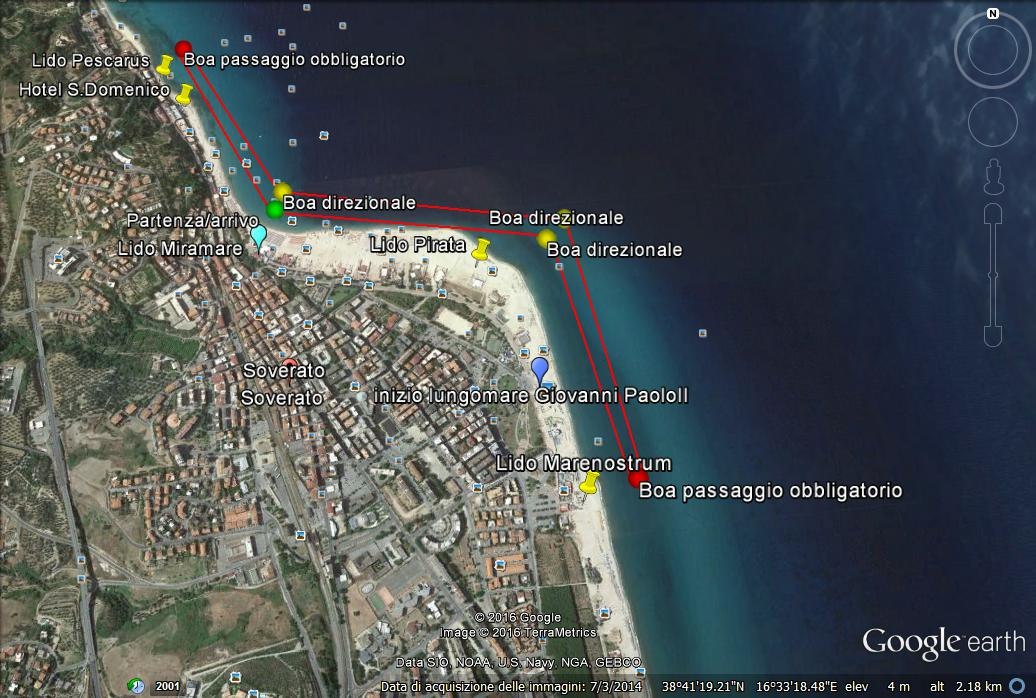 N
Lido Pescarus
Boa passaggio obbligatorio
Hotel S.Domenico
Boa direzionale
Partenza/arrivo
Lido Miramare
Boa direzionale
Lido Pirata
Boa direzionale
Soverato
Soverato
inizio lungomare Giovanni PaoloII
Lido Marenostrum
Boa passaggio obbligatorio
© 2016 Google
Image © 2016 TerraMetrics
Data SIO, NOAA, U.S. Navy, NGA, GEBCO
Google earth
2001
Data di acquisizione delle immagini: 7/3/2014 38°41'19.21"N 16°33'18.48"E elev 4 m alt 2.18 km